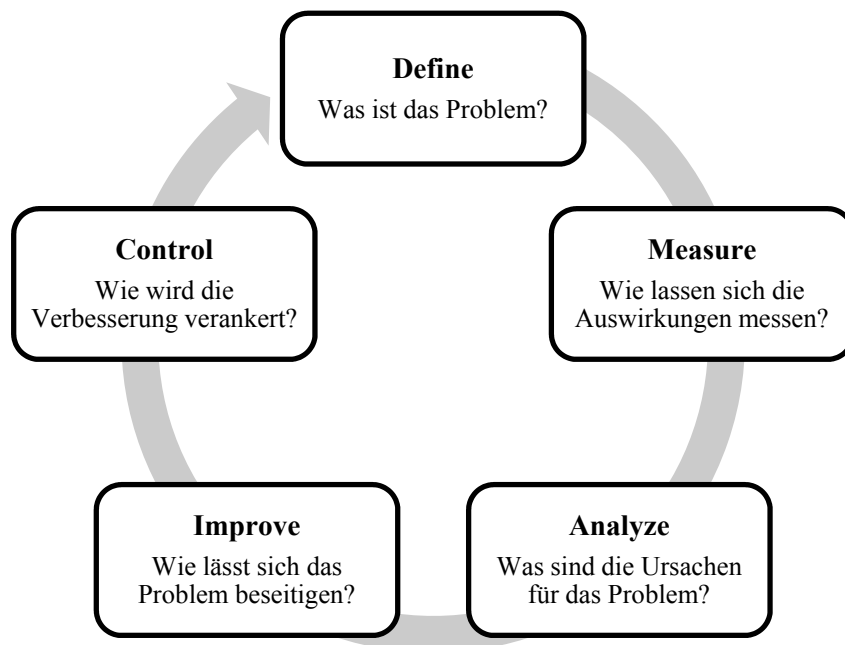 Define
Was ist das Problem?
Measure
Wie lassen sich die
Auswirkungen messen?
Analyze
Was sind die Ursachen
für das Problem?
Improve
Wie lässt sich das
Problem beseitigen?
Control
Wie wird die
Verbesserung verankert?